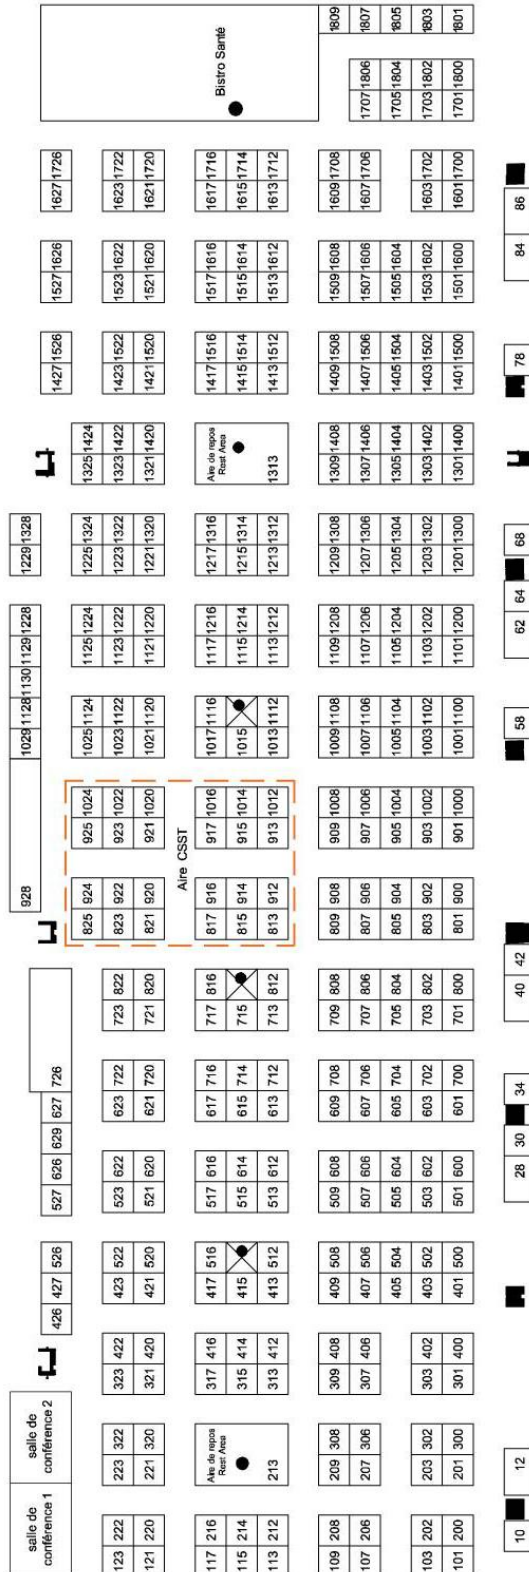 1809 1807 1805 1803 1801
Bistro Santé
1707 1806 1705 1804 1703 1802 1701 1800
1627 1726 1623 1722 1621 1720 1617 1716 1615 1714 1613 1712 1609 1708 1607 1706 1603 1702 1601 1700
86
84
1527 1626 1523 1622 1521 1620 1517 1616 1515 1614 1513 1612 1509 1608 1507 1606 1505 1604 1503 1602 1501 1600
1427 1526 1423 1522 1421 1520 1417 1516 1415 1514 1413 1512 1409 1508 1407 1506 1405 1504 1403 1502 1401 1500
78
1325 1424 1323 1422 1321 1420
Aire de repos
Rest Area
1313
1309 1408 1307 1406 1305 1404 1303 1402 1301 1400
1229 1328 1225 1324 1223 1322 1221 1320 1217 1316 1215 1314 1213 1312 1209 1308 1207 1306 1205 1304 1203 1302 1201 1300
68
64
62
1029 1128 1130 1129 1228
1125 1224 1123 1222 1121 1220 1117 1216 1115 1214 1113 1212 1109 1208 1107 1206 1105 1204 1103 1202 1101 1200
1025 1124 1023 1122 1021 1120 1017 1116 1015 1013 1112 1009 1108 1007 1106 1005 1104 1003 1102 1001 1100
58
928
925 1024 923 1022 921 1020 917 1016 915 1014 913 1012 909 1008 907 1006 905 1004 903 1002 901 1000
Aire CSST
825 924 823 922 821 920 817 916 815 914 813 912 809 908 807 906 805 904 803 902 801 900
42
40
723 822 721 820 717 816 715 713 812 709 808 707 806 705 804 703 802 701 800
527 626 629 627 726
623 722 621 720 617 716 615 714 613 712 609 708 607 706 605 704 603 702 601 700
34
30
28
523 622 521 620 517 616 515 614 513 612 509 608 507 606 505 604 503 602 501 600
426 427 526
423 522 421 520 417 516 415 413 512 409 508 407 506 405 504 403 502 401 500
323 422 321 420 317 416 315 414 313 412 309 408 307 406 303 402 301 400
salle de
conférence 2
223 322 221 320
Aire de repos
Rest Area
213
209 308 207 306 203 302 201 300
12
salle de
conférence 1
123 222 121 220 117 216 115 214 113 212 109 208 107 206 103 202 101 200
10